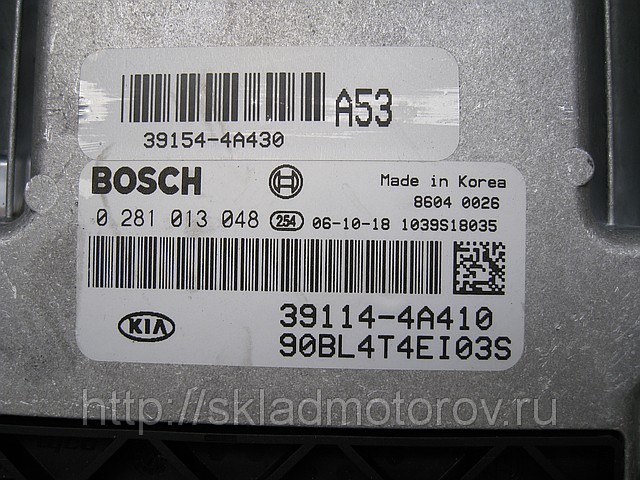 A53
39154-4A430
BOSCH
Made in Korea
8604 0026
0 281 013 048 254 06-10-18 1039S18035
KIA
39114-4A410
90BL4T4EI03S
http://skladmotorov.ru